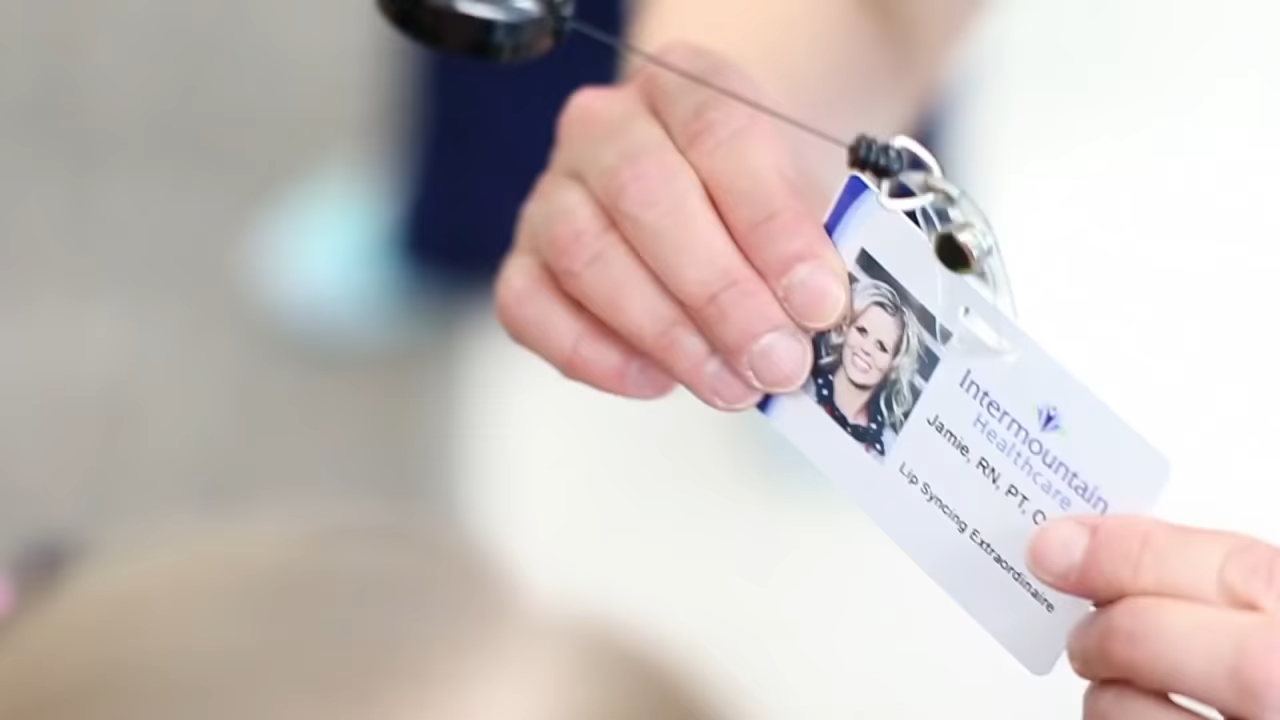 Intermountain
Healthcare
Jamie, RN, PT, C
Lip Syncing Extraordinaire